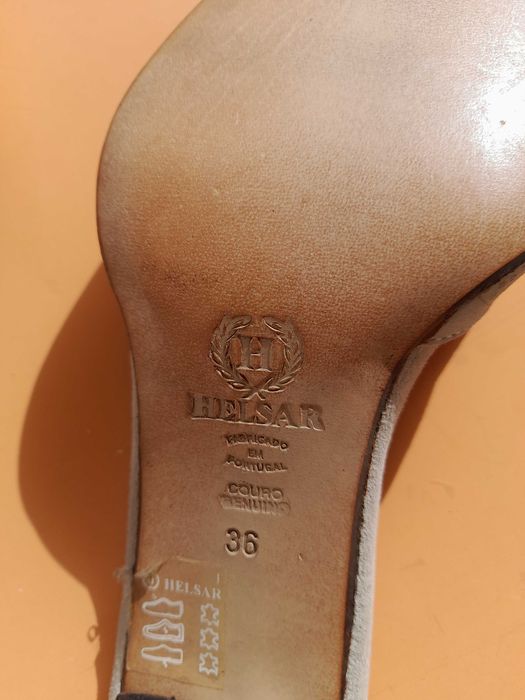 H
HELSAR
FABRICADO
EM
PORTUGAL
COURO
GENUINO
36
H HELSAR